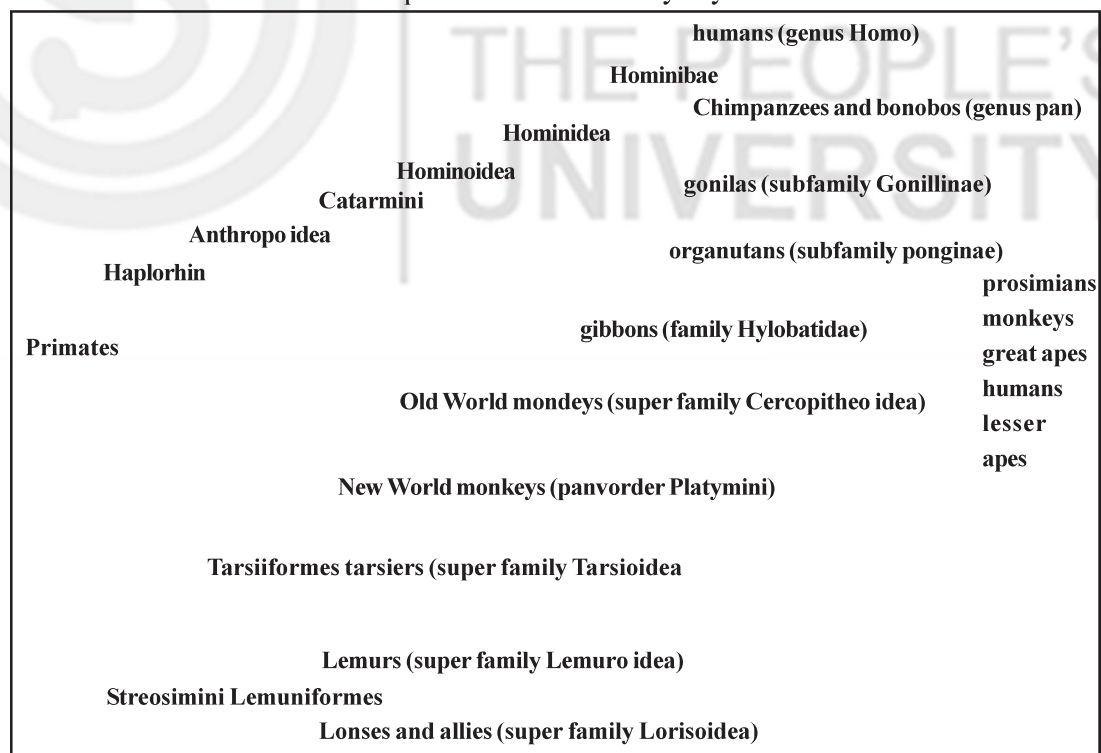 humans (genus Homo)
Hominibae
Chimpanzees and bonobos (genus pan)
Hominidea
Hominoidea
gonilas (subfamily Gonillinae)
Catarmini
Anthropo idea
organutans (subfamily ponginae)
Haplorhin
prosimians
monkeys
gibbons (family Hylobatidae)
Primates
great apes
humans
Old World mondeys (super family Cercopitheo idea)
lesser
apes
New World monkeys (panvorder Platymini)
Tarsiiformes tarsiers (super family Tarsioidea
Lemurs (super family Lemuro idea)
Streosimini Lemuniformes
Lonses and allies (super family Lorisoidea)
THE PEOPLE'S
UNIVERSITY